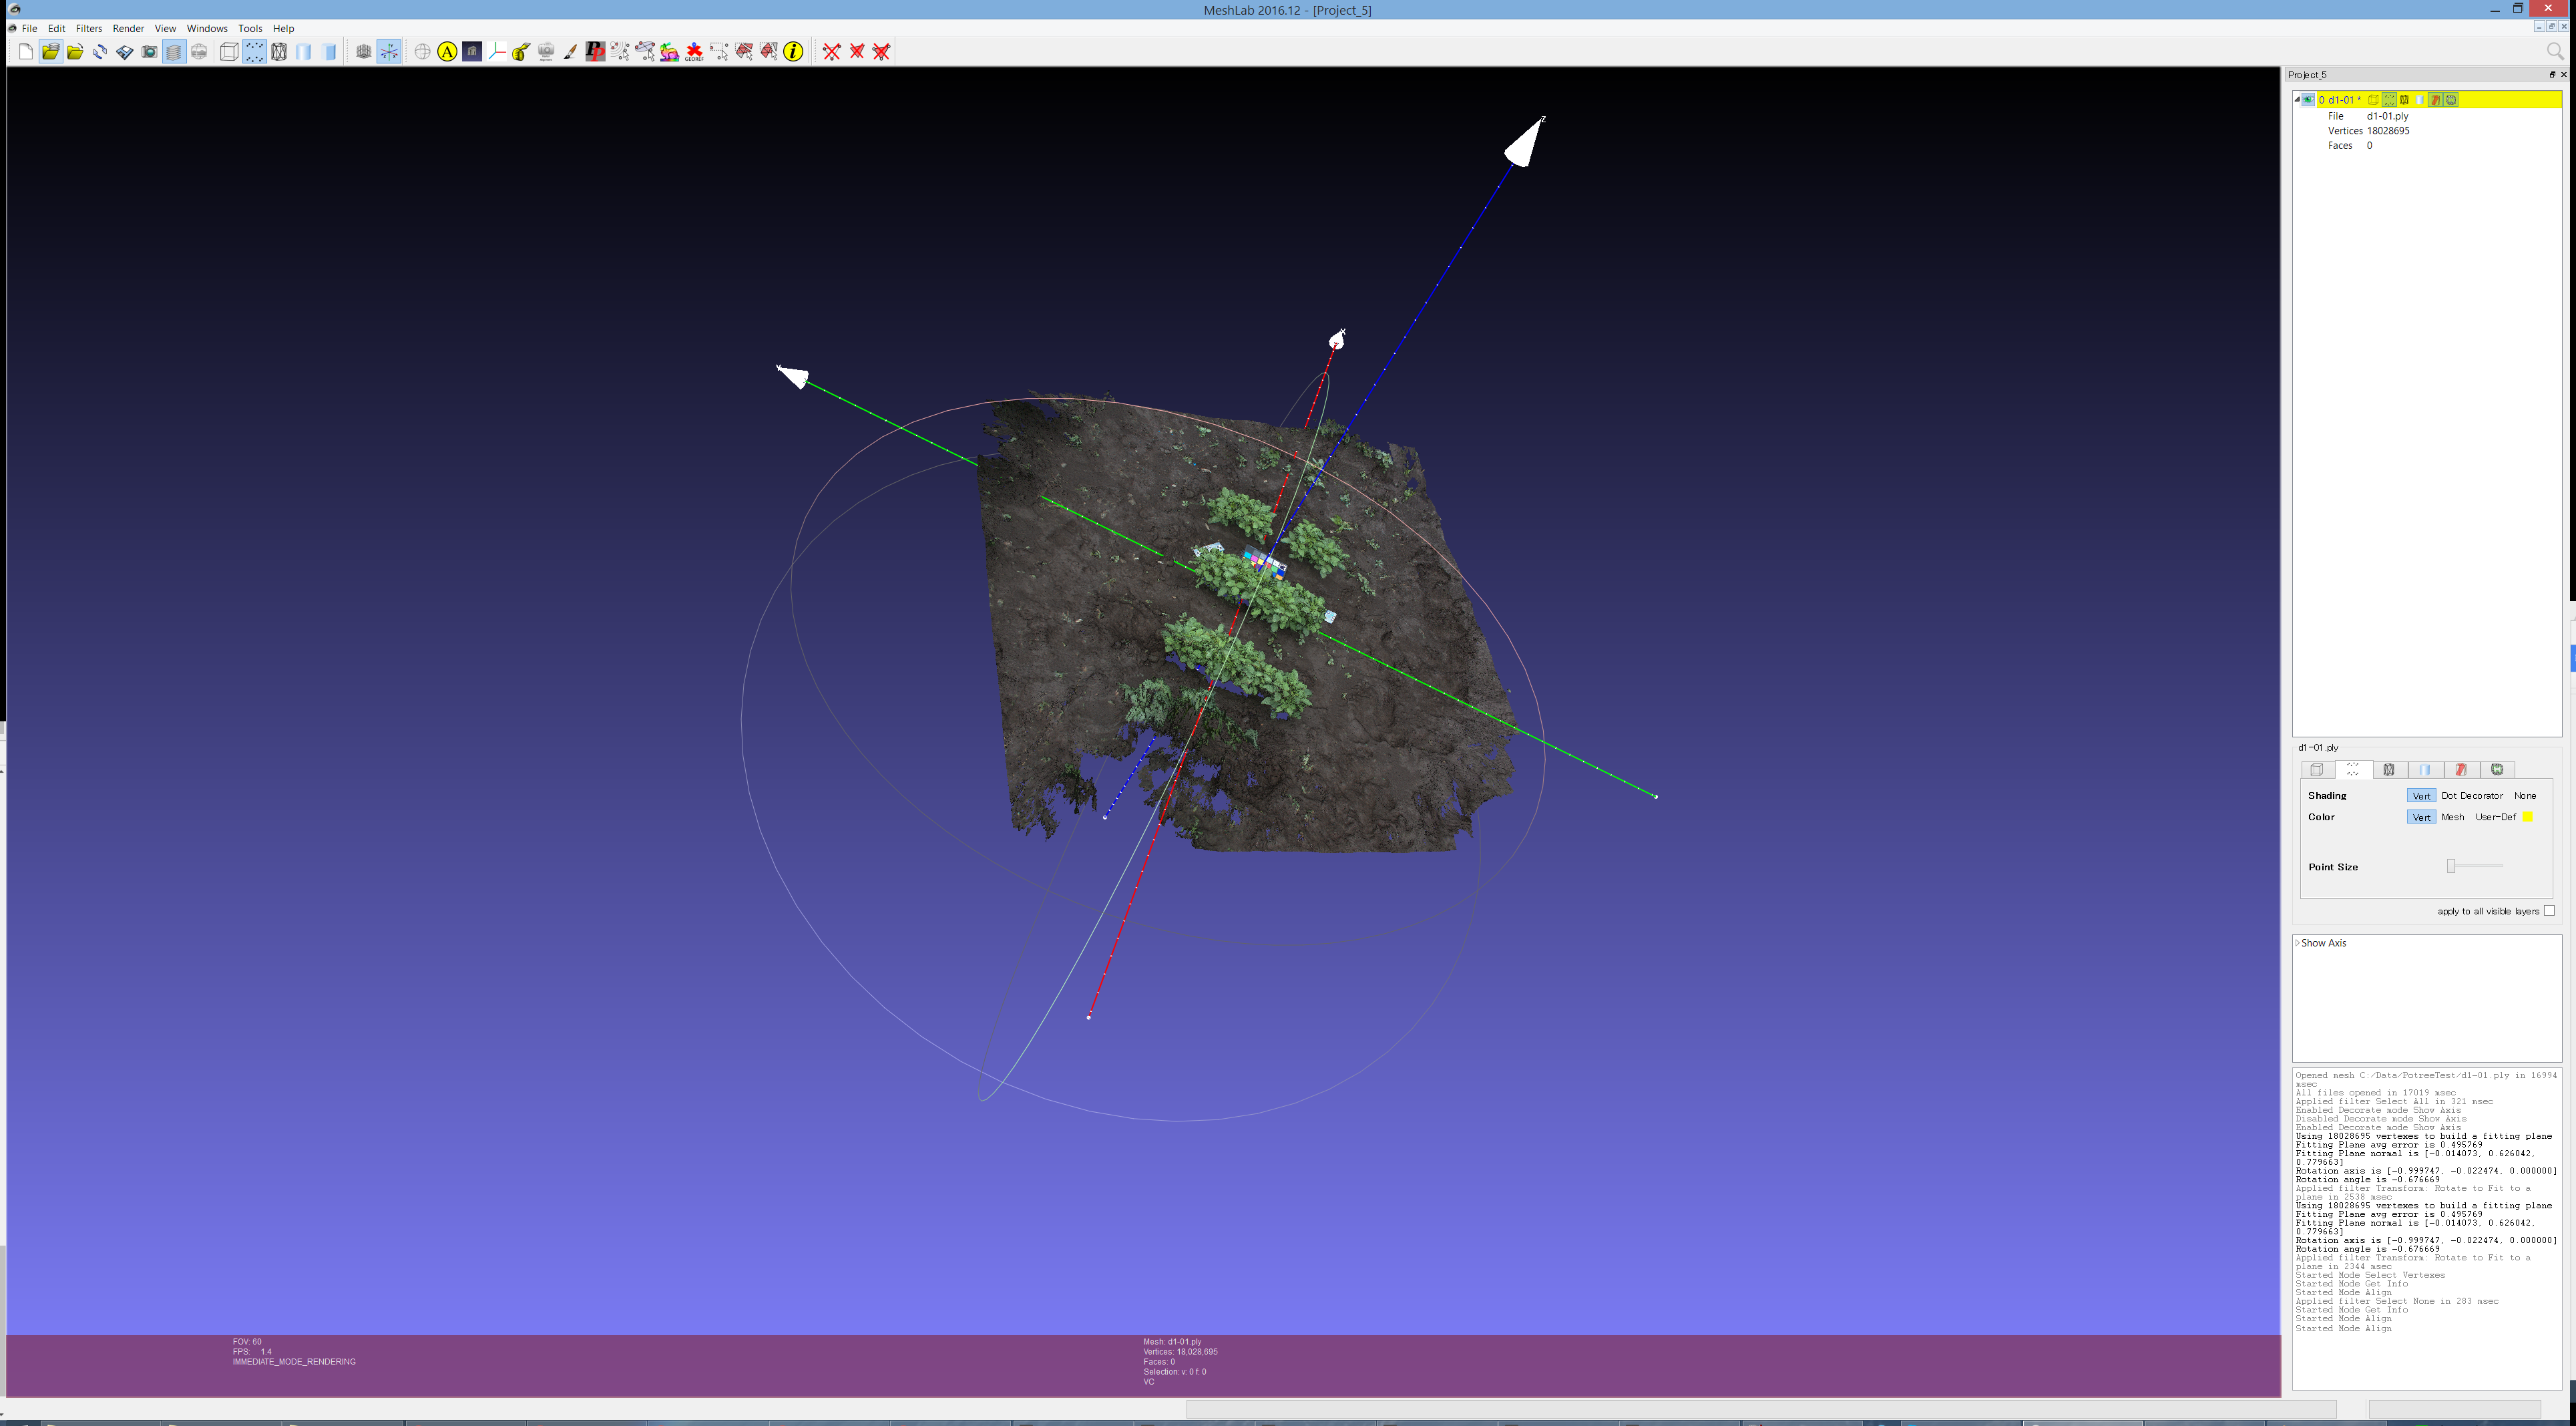 MeshLab 2016.12 - [Project_5]
File Edit Filters Render View Windows Tools Help
A
GEOREF
Project_5
0 d1-01 *
File d1-01.ply
Vertices 18028695
Faces 0
Z
X
Y
d1-01.ply
Shading Vert Dot Decorator None
Color Vert Mesh User-Def
Point Size
apply to all visible layers
Show Axis
Opened mesh C:/Data/PotreeTest/d1-01.ply in 16994
msec
All files opened in 17019 msec
Applied filter Select All in 321 msec
Enabled Decorate mode Show Axis
Disabled Decorate mode Show Axis
Enabled Decorate mode Show Axis
Using 18028695 vertexes to build a fitting plane
Fitting Plane avg error is 0.495769
Fitting Plane normal is [-0.014073, 0.626042,
0.779663]
Rotation axis is [-0.999747, -0.022474, 0.000000]
Rotation angle is -0.676669
Applied filter Transform: Rotate to Fit to a
plane in 2538 msec
Using 18028695 vertexes to build a fitting plane
Fitting Plane avg error is 0.495769
Fitting Plane normal is [-0.014073, 0.626042,
0.779663]
Rotation axis is [-0.999747, -0.022474, 0.000000]
Rotation angle is -0.676669
Applied filter Transform: Rotate to Fit to a
plane in 2344 msec
Started Mode Select Vertexes
Started Mode Get Info
Started Mode Align
Applied filter Select None in 283 msec
Started Mode Get Info
Started Mode Align
Started Mode Align
FOV: 60
FPS: 1.4
IMMEDIATE_MODE_RENDERING
Mesh: d1-01.ply
Vertices: 18,028,695
Faces: 0
Selection: v: 0 f: 0
VC